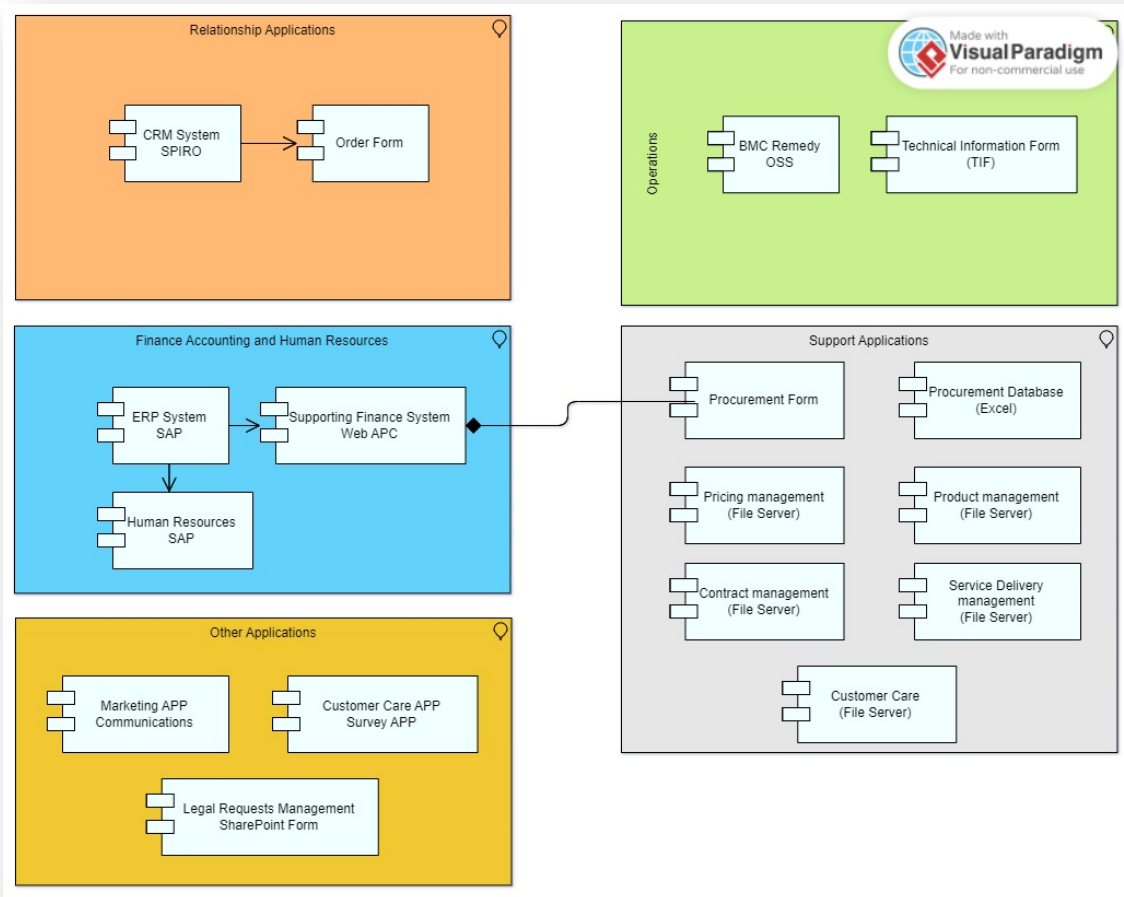 Relationship Applications
CRM System
SPIRO
Order Form
Made with
Visual Paradigm
For non-commercial use
Operations
BMC Remedy
OSS
Technical Information Form
(TIF)
Finance Accounting and Human Resources
ERP System
SAP
Supporting Finance System
Web APC
Human Resources
SAP
Support Applications
Procurement Form
Procurement Database
(Excel)
Pricing management
(File Server)
Product management
(File Server)
Contract management
(File Server)
Service Delivery
management
(File Server)
Customer Care
(File Server)
Other Applications
Marketing APP
Communications
Customer Care APP
Survey APP
Legal Requests Management
SharePoint Form